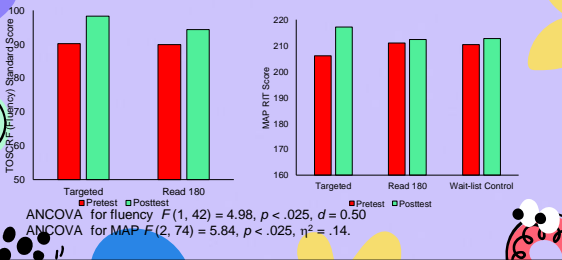 TOSCRF (Fluency) Standard Score
100
90
80
70
60
50
Targeted
Read 180
Pretest Posttest
MAP RIT Score
220
210
200
190
180
170
160
Targeted
Read 180
Wait-list Control
Pretest Posttest
ANCOVA for fluency F(1, 42) = 4.98, p < .025, d = 0.50
ANCOVA for MAP F(2, 74) = 5.84, p < .025, η² = .14.